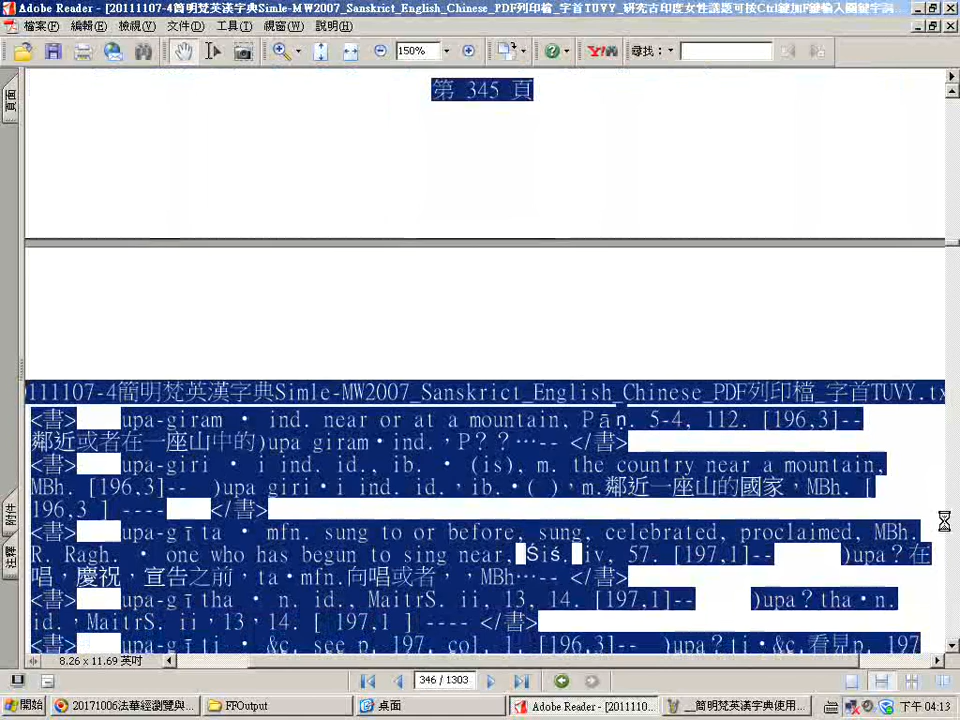 Adobe Reader - [20111107-4簡明梵英漢字典Simle-MW2007_Sanskrict_English_Chinese_PDF列印檔_字首TUVY_研究古印度女性議題可按Ctrl鍵加F鍵輸入關鍵字詞...
檔案(F) 編輯(E) 檢視(V) 文件(D) 工具(T) 視窗(W) 說明(H)
150% Y! 尋找:
頁面
第 345 頁
111107-4簡明梵英漢字典Simle-MW2007_Sanskrict_English_Chinese_PDF列印檔_字首TUVY.tx
<書> upa-giram • ind. near or at a mountain, Pāṇ. 5-4, 112. [196,3]--
鄰近或者在一座山中的)upa giram•ind.，P？？…-- </書>
<書> upa-giri • i ind. id., ib. • (is), m. the country near a mountain,
MBh. [196,3]-- )upa giri•i ind. id.，ib.•( )，m.鄰近一座山的國家，MBh. [
196,3 ] ---- </書>
<書> upa-gīta • mfn. sung to or before, sung, celebrated, proclaimed, MBh.
R. Ragh. • one who has begun to sing near, Śiś. iv, 57. [197,1]-- )upa？在
唱，慶祝，宣告之前，ta•mfn.向唱或者，，MBh…-- </書>
<書> upa-gītha • n. id., MaitrS. ii, 13, 14. [197,1]-- )upa？tha•n.
id.，MaitrS. ii，13，14. [ 197,1 ] ---- </書>
<書> upa-gīti • &c. see p. 197, col. 1. [196,3]-- )upa？ti•&c.看見p. 197
附件
注釋
8.26 x 11.69 英吋
346 / 1303
開始 20171006法華經瀏覽與... FFOutput 桌面 Adobe Reader - [2011110... __簡明梵英字典使用... 下午 04:13